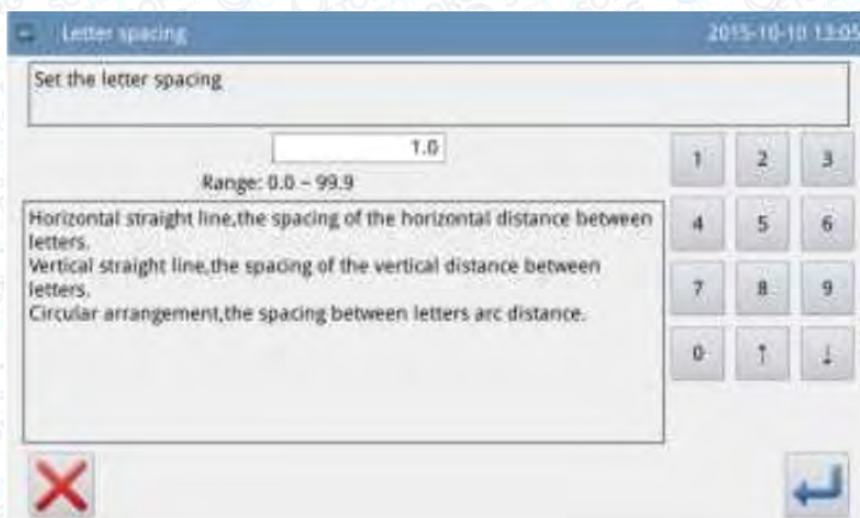 Letter spacing 2015-10-10 13:05
Set the letter spacing
1.0
Range: 0.0 ~ 99.9
Horizontal straight line,the spacing of the horizontal distance between
letters.
Vertical straight line,the spacing of the vertical distance between
letters.
Circular arrangement,the spacing between letters arc distance.
1 2 3
4 5 6
7 8 9
0 ↑ ↓